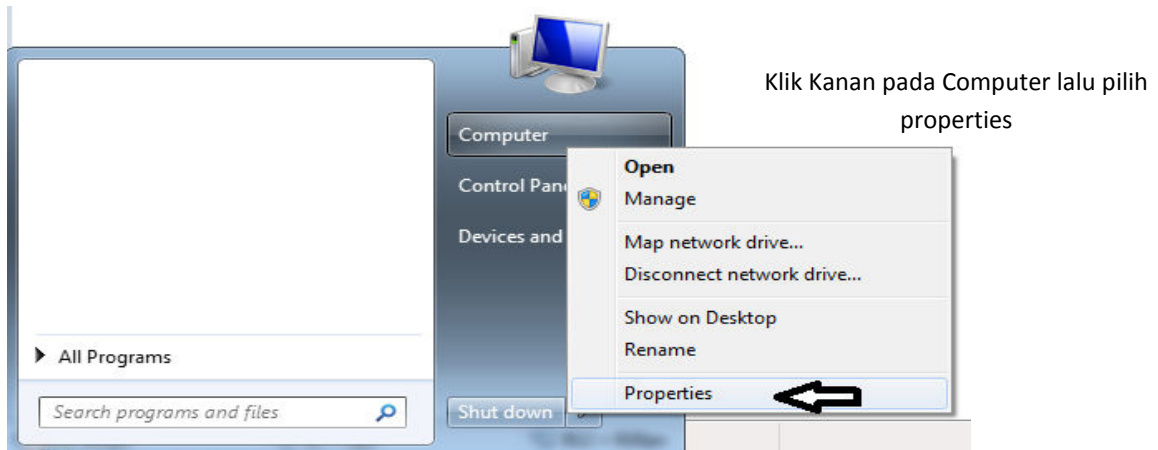 Klik Kanan pada Computer lalu pilih
properties
Computer
Control Pan
Devices and
Open
Manage
Map network drive...
Disconnect network drive...
Show on Desktop
Rename
Properties
All Programs
Search programs and files
Shut down